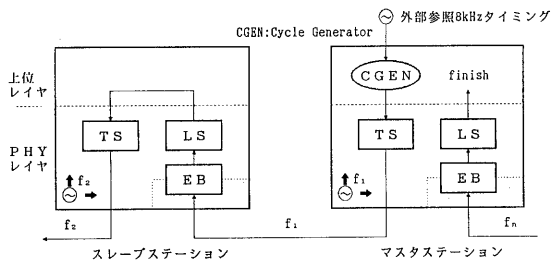 外部参照8kHzタイミング
CGEN:Cycle Generator
上位
レイヤ
CGEN
finish
TS
LS
TS
LS
PHY
レイヤ
f₂
EB
f₁
EB
f₂
f₁
fₙ
スレーブステーション
マスタステーション